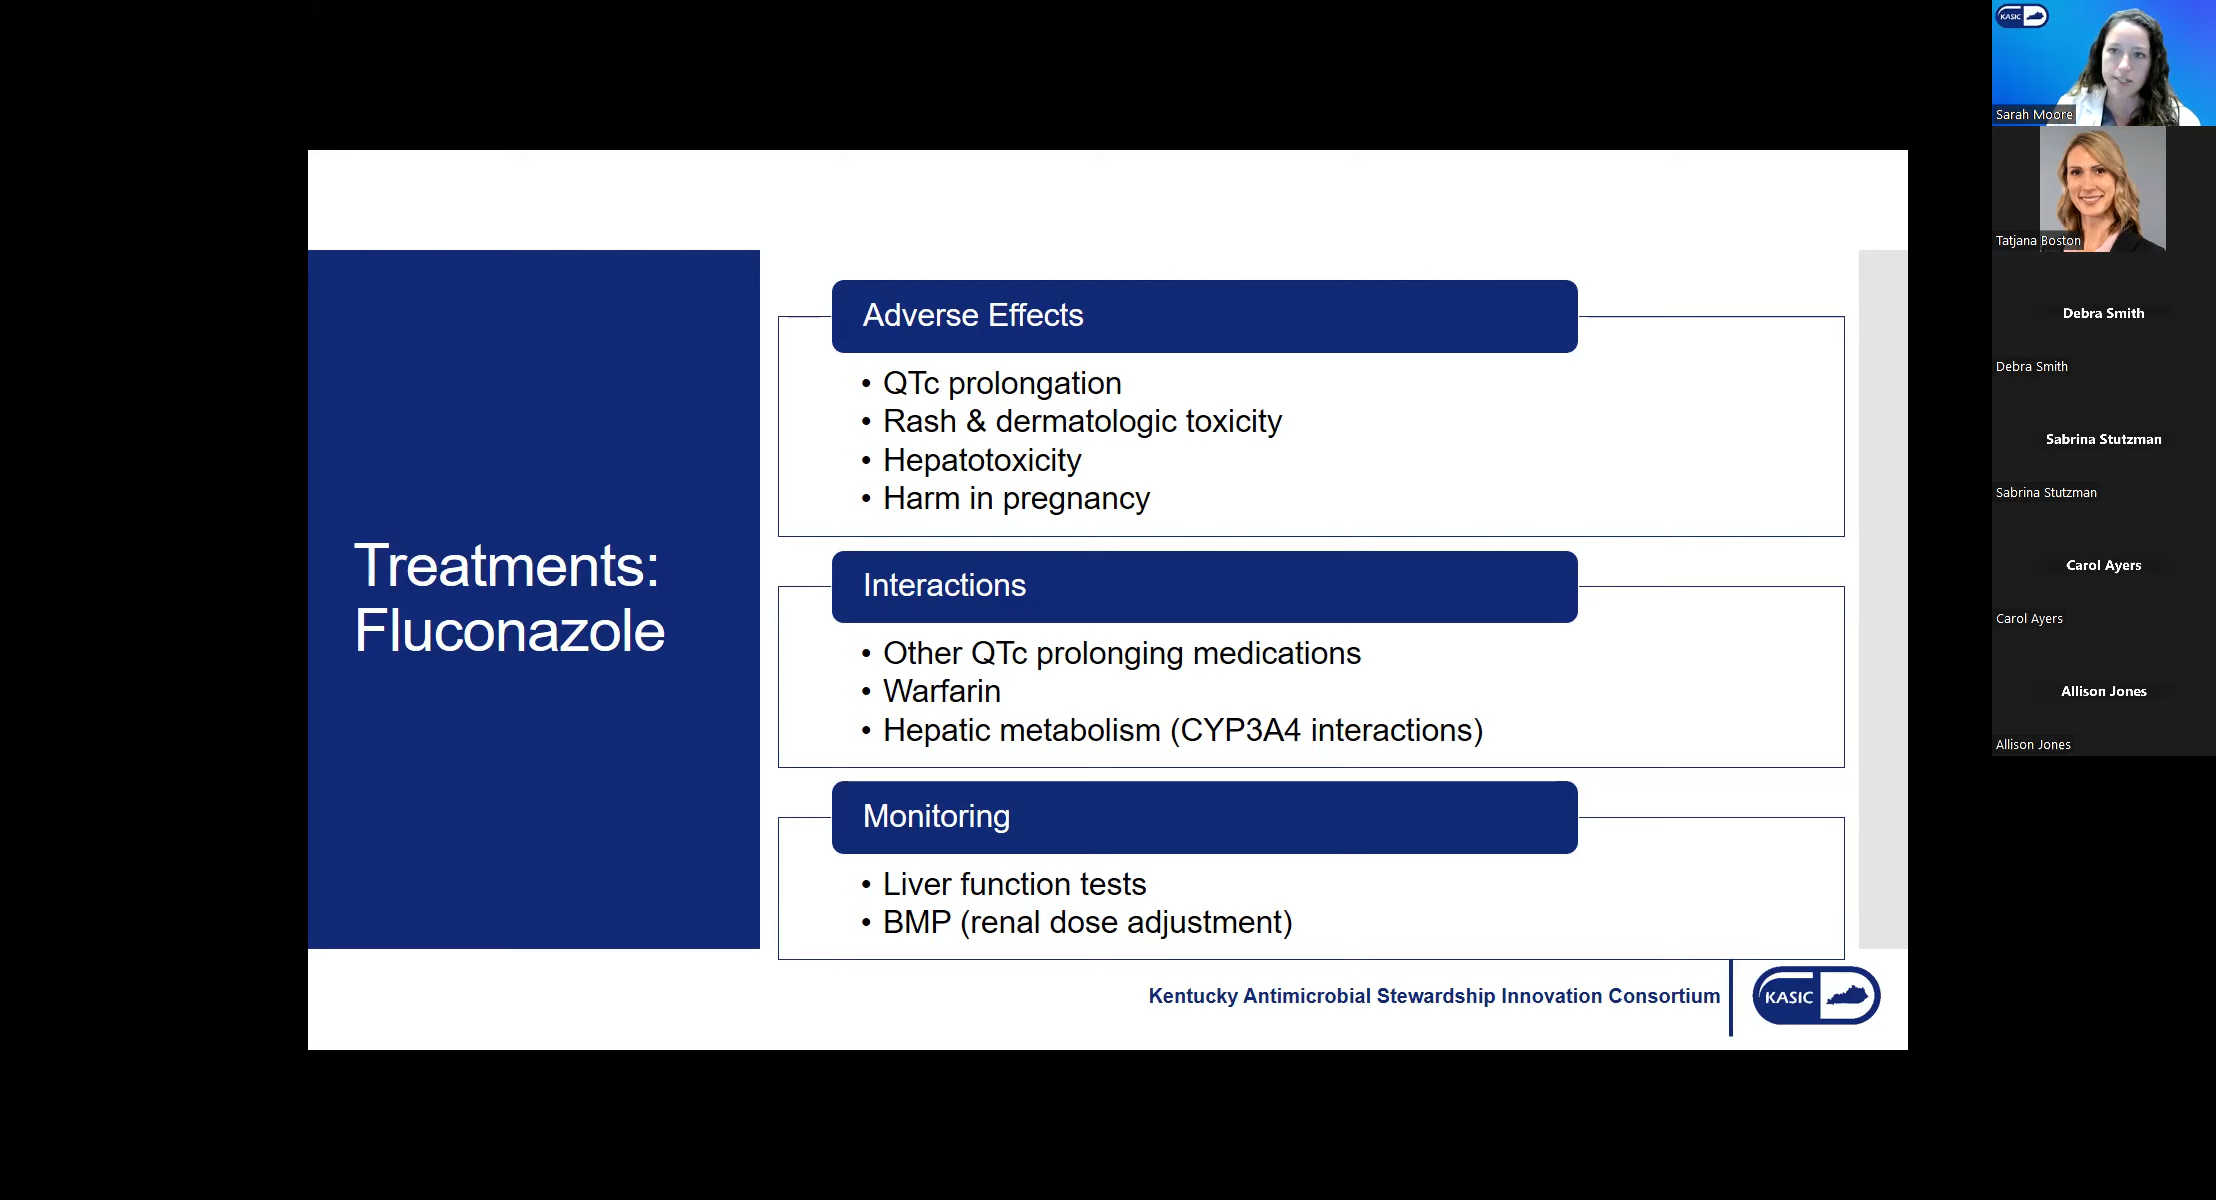 Treatments:
Fluconazole
Adverse Effects
• QTc prolongation
• Rash & dermatologic toxicity
• Hepatotoxicity
• Harm in pregnancy
Interactions
• Other QTc prolonging medications
• Warfarin
• Hepatic metabolism (CYP3A4 interactions)
Monitoring
• Liver function tests
• BMP (renal dose adjustment)
Kentucky Antimicrobial Stewardship Innovation Consortium
KASIC
KASIC
Sarah Moore
Tatjana Boston
Debra Smith
Debra Smith
Sabrina Stutzman
Sabrina Stutzman
Carol Ayers
Carol Ayers
Allison Jones
Allison Jones